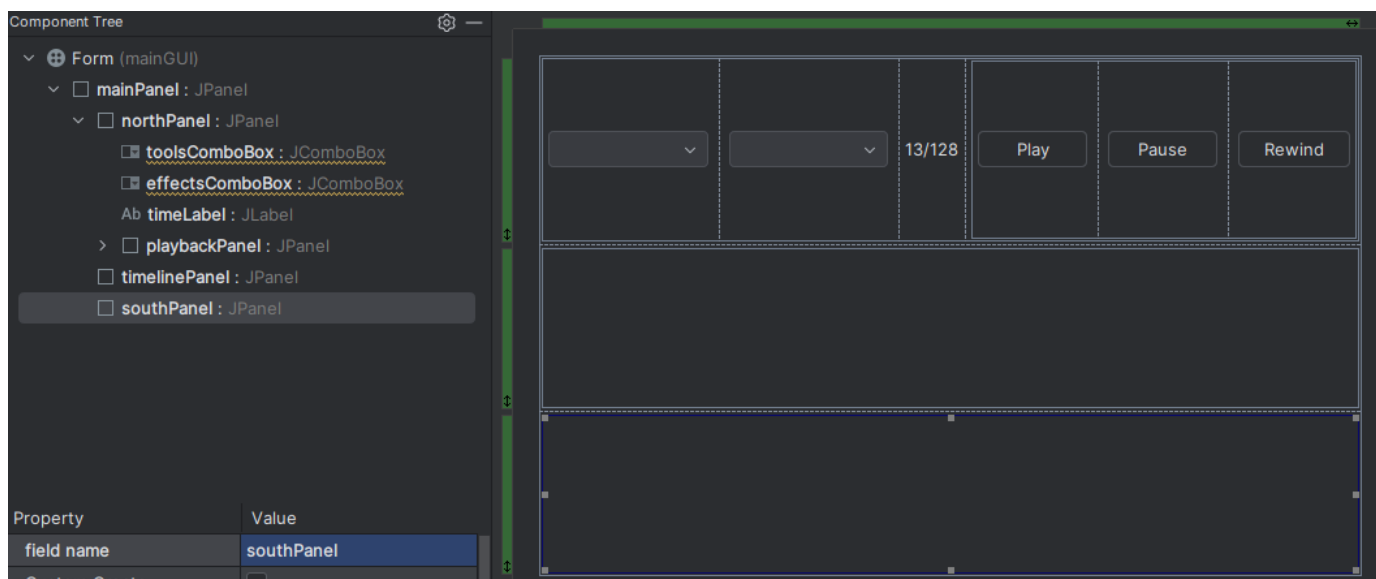 Component Tree
Form (mainGUI)
mainPanel : JPanel
northPanel : JPanel
toolsComboBox : JComboBox
effectsComboBox : JComboBox
Ab timeLabel : JLabel
playbackPanel : JPanel
timelinePanel : JPanel
southPanel : JPanel
Property Value
field name southPanel
13/128 Play Pause Rewind